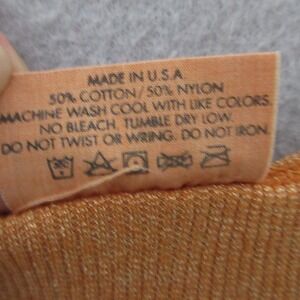 MADE IN U.S.A.
50% COTTON / 50% NYLON
MACHINE WASH COOL WITH LIKE COLORS.
NO BLEACH, TUMBLE DRY LOW.
DO NOT TWIST OR WRING. DO NOT IRON.